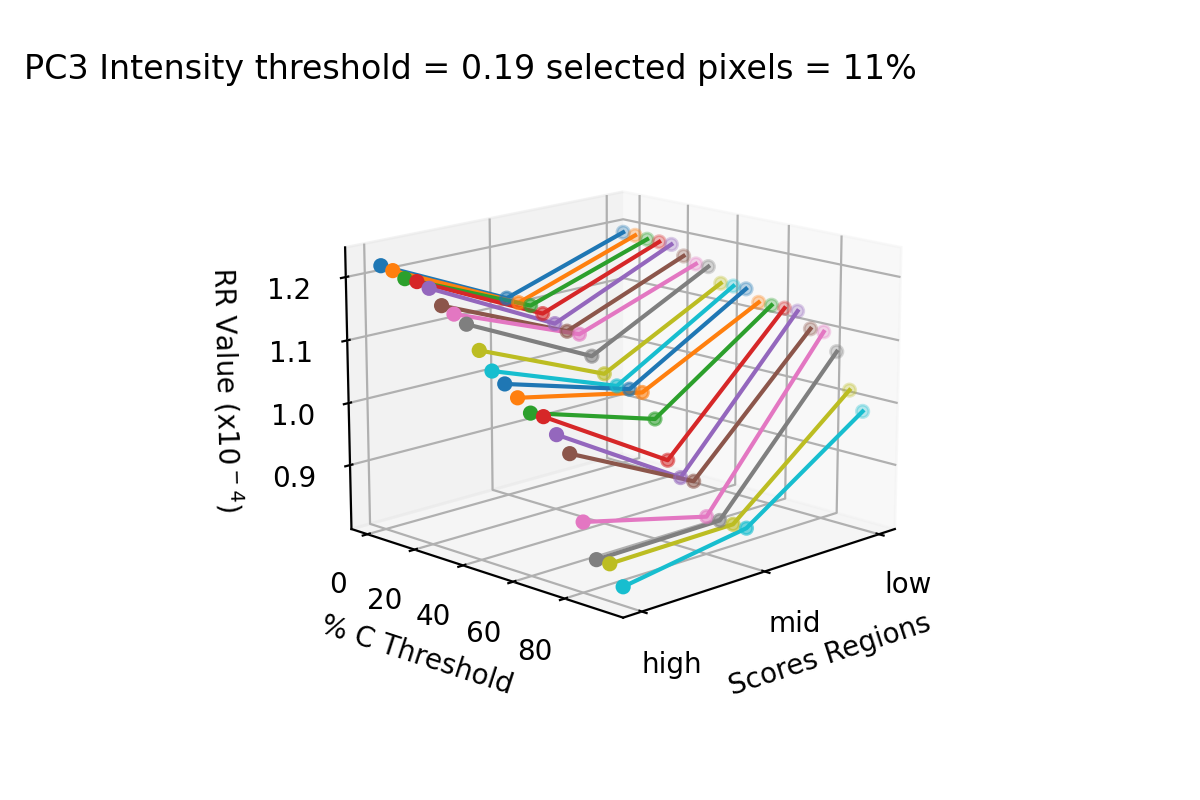 PC3 Intensity threshold = 0.19 selected pixels = 11%
RR Value (x10⁻⁴)
1.2
1.1
1.0
0.9
0
20
40
60
80
% C Threshold
high
mid
low
Scores Regions